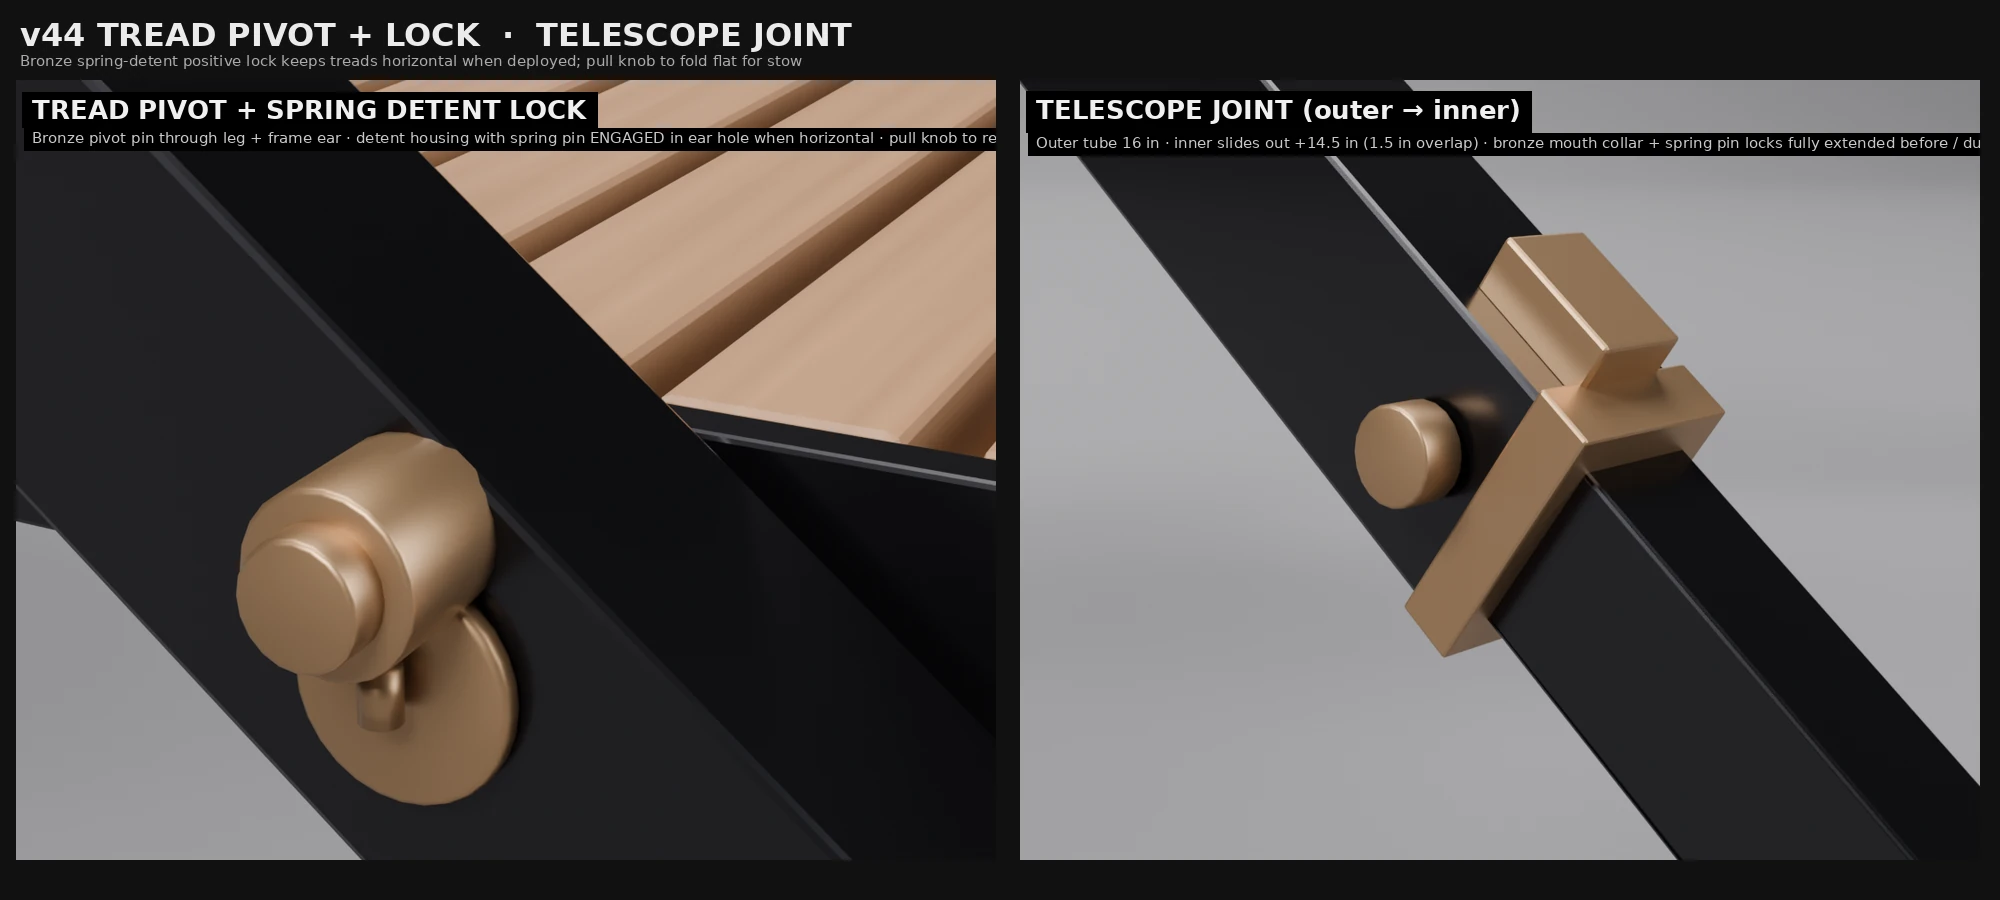 v44 TREAD PIVOT + LOCK · TELESCOPE JOINT
Bronze spring-detent positive lock keeps treads horizontal when deployed; pull knob to fold flat for stow
TREAD PIVOT + SPRING DETENT LOCK
Bronze pivot pin through leg + frame ear · detent housing with spring pin ENGAGED in ear hole when horizontal · pull knob to re
TELESCOPE JOINT (outer → inner)
Outer tube 16 in · inner slides out +14.5 in (1.5 in overlap) · bronze mouth collar + spring pin locks fully extended before / du